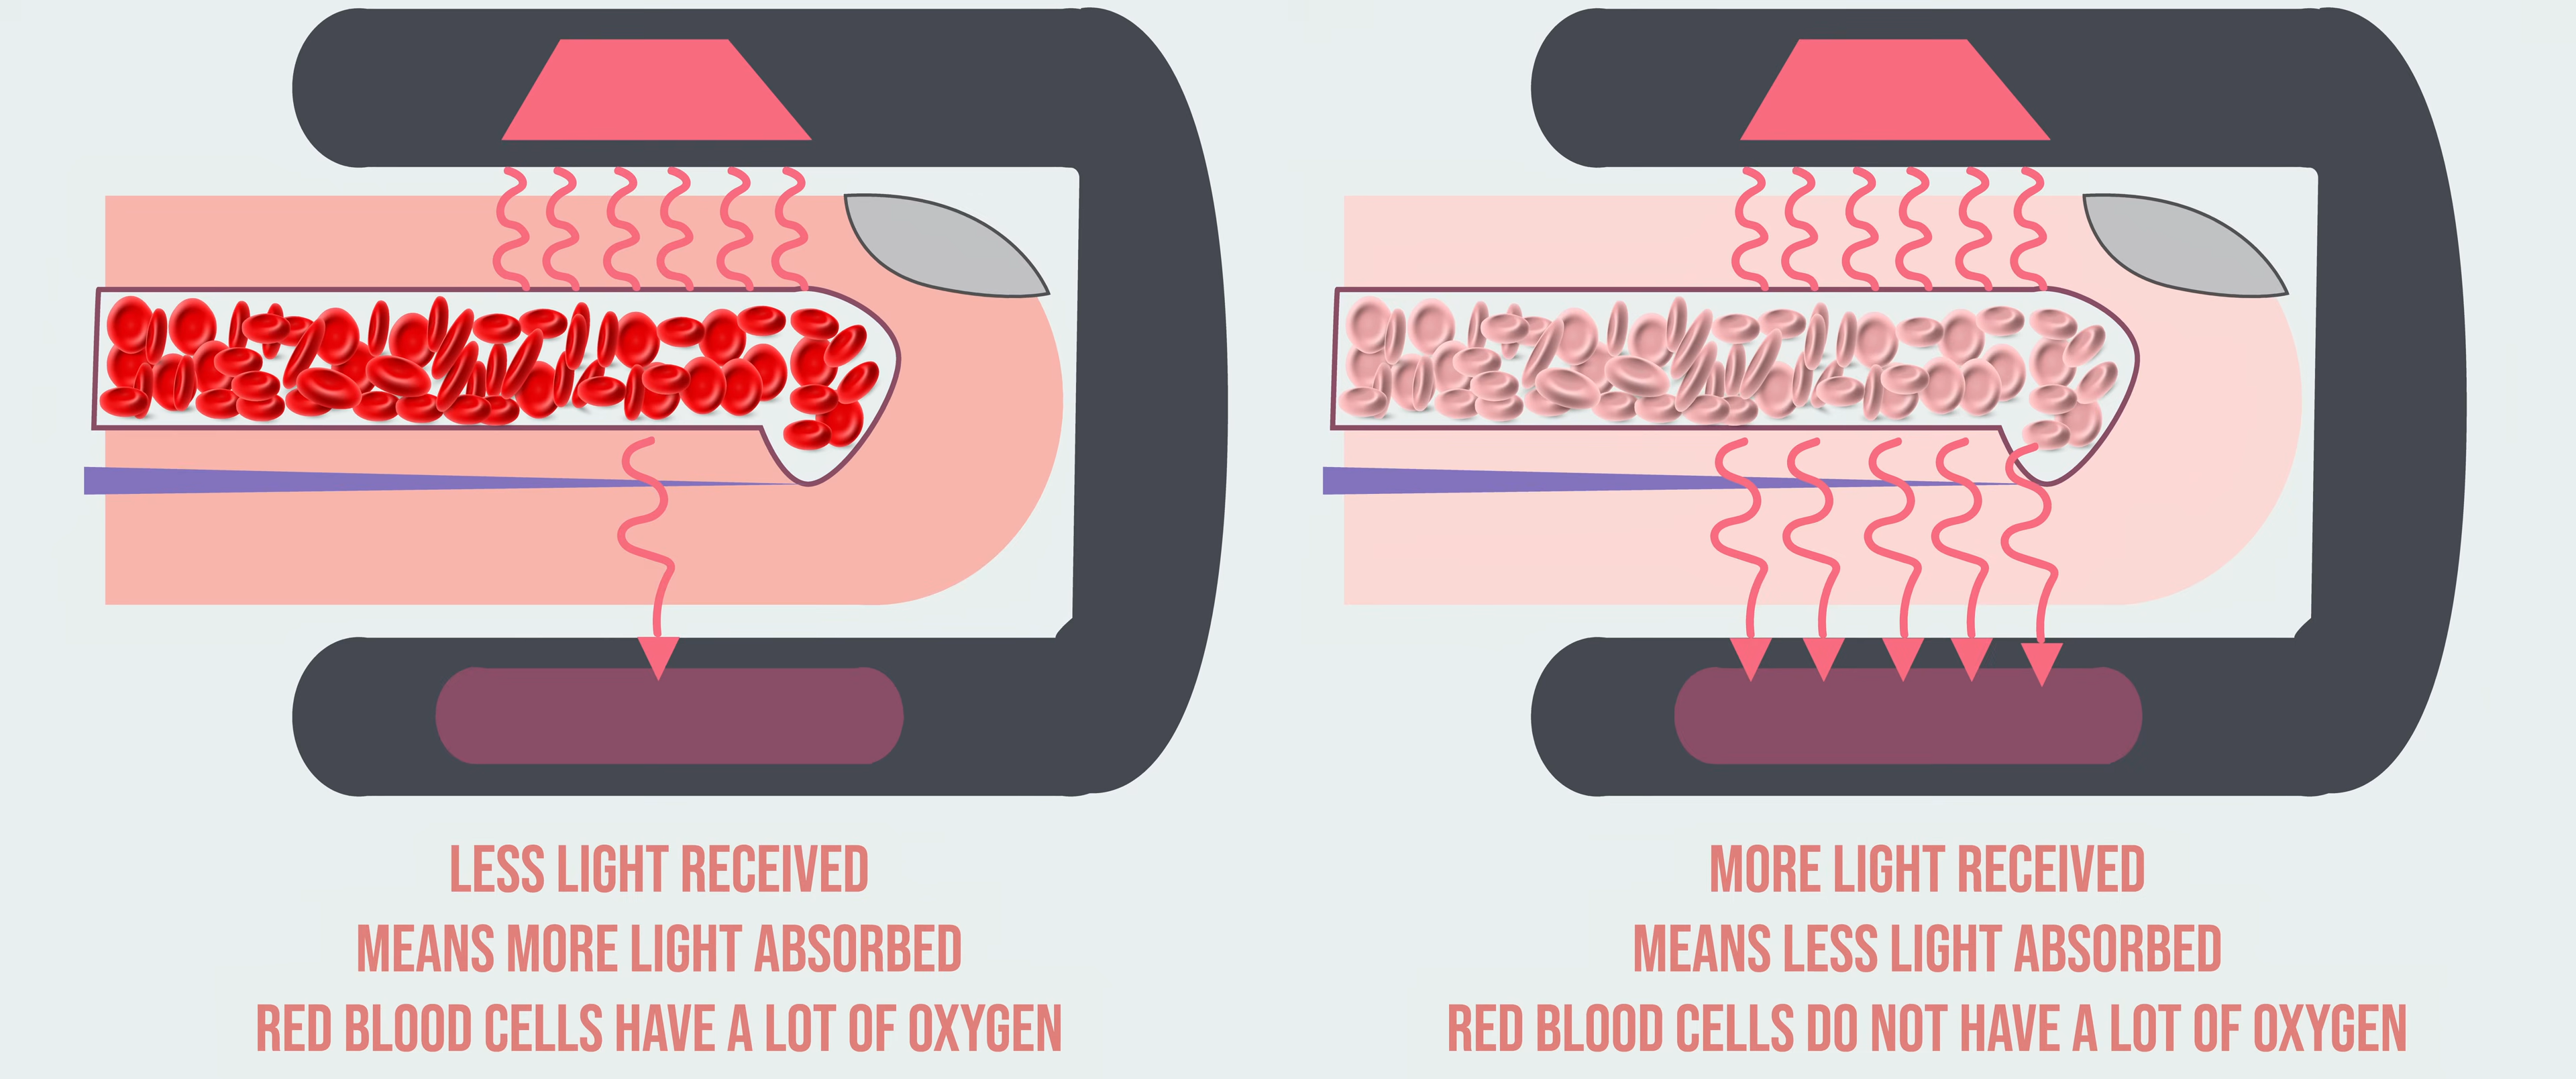 LESS LIGHT RECEIVED
MEANS MORE LIGHT ABSORBED
RED BLOOD CELLS HAVE A LOT OF OXYGEN
MORE LIGHT RECEIVED
MEANS LESS LIGHT ABSORBED
RED BLOOD CELLS DO NOT HAVE A LOT OF OXYGEN